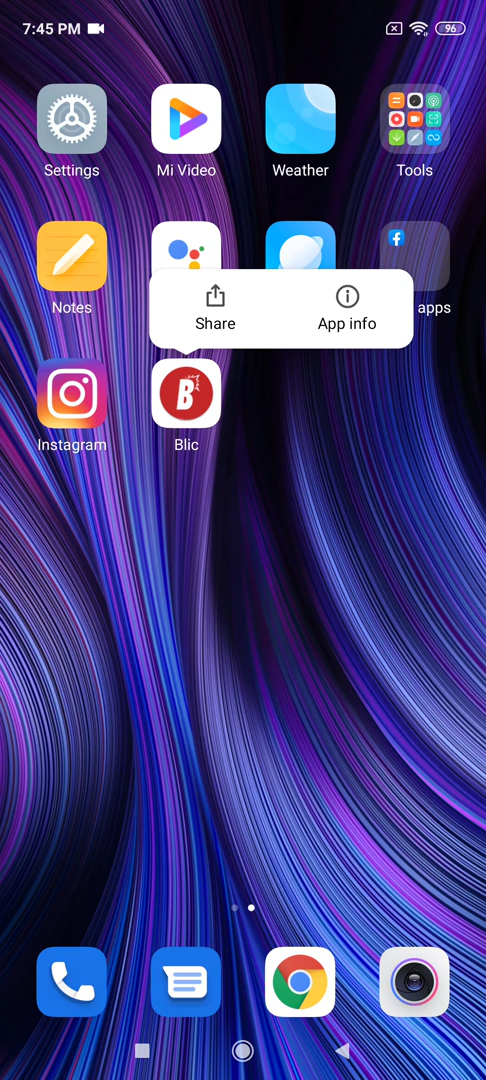 7:45 PM
96
Settings
Mi Video
Weather
Tools
Notes
apps
Share
App info
Instagram
B
Blic